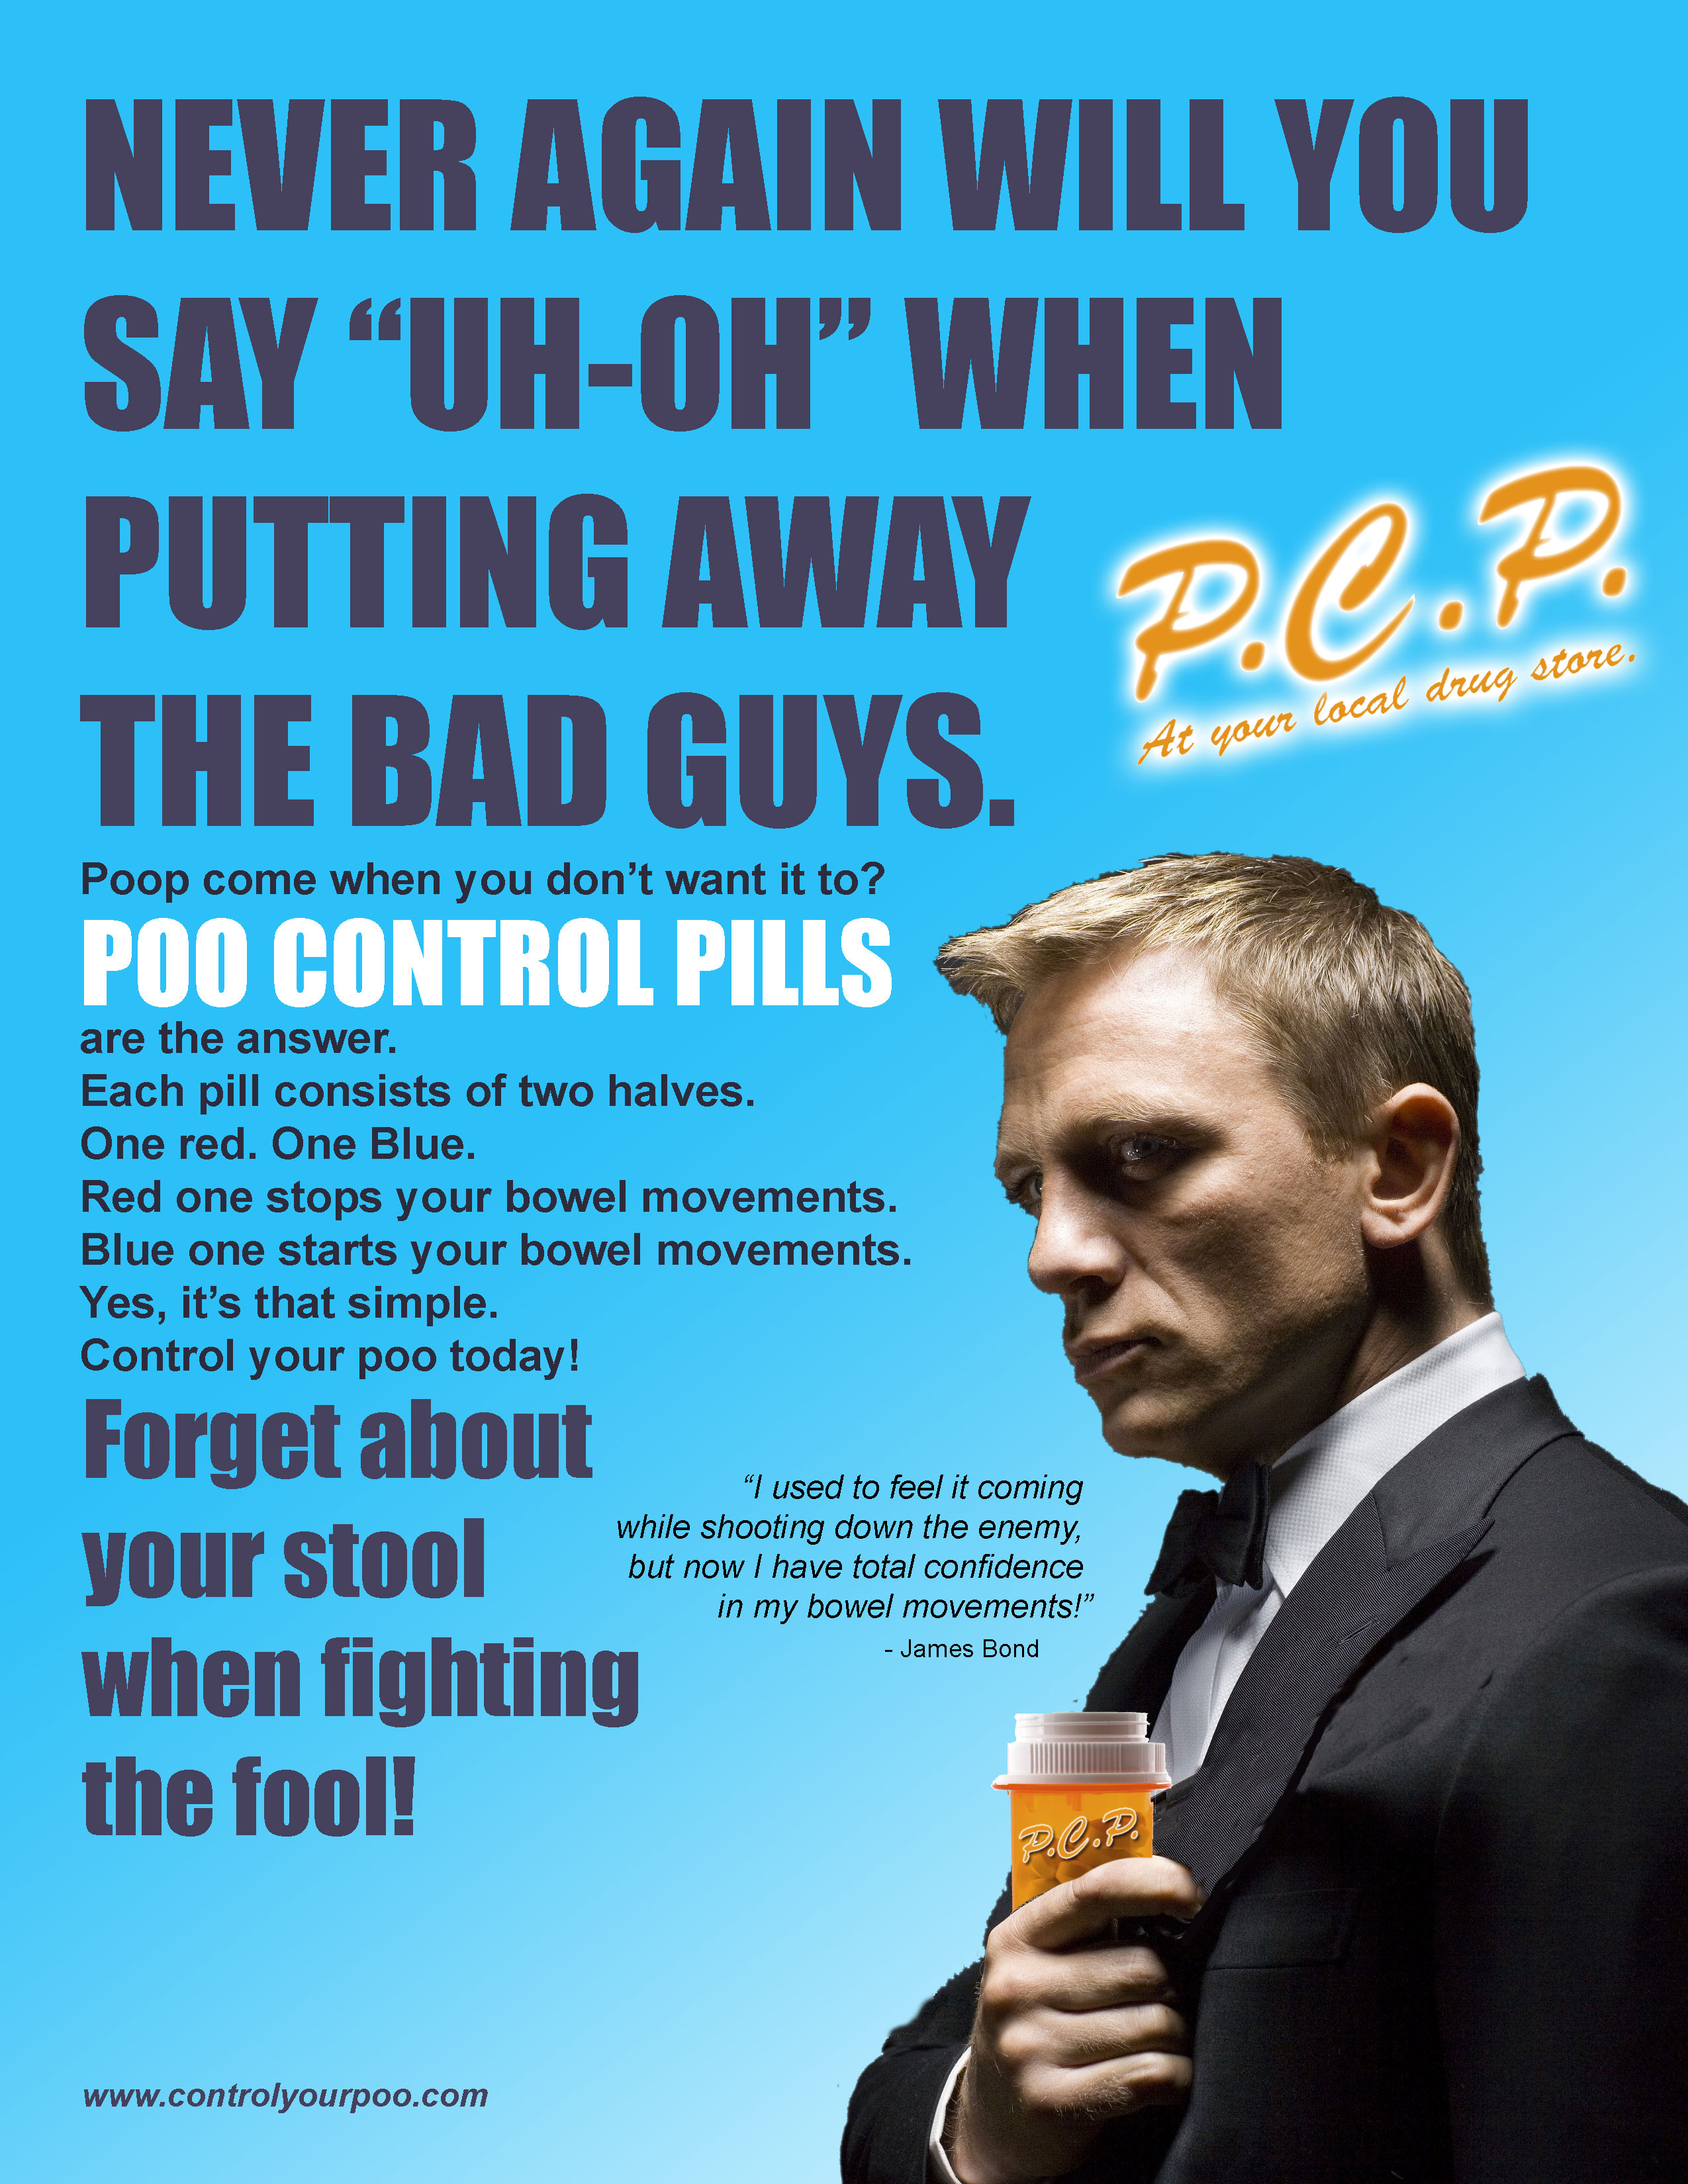 NEVER AGAIN WILL YOU
SAY “UH-OH” WHEN
PUTTING AWAY
THE BAD GUYS.
P.C.P.
At your local drug store.
Poop come when you don’t want it to?
POO CONTROL PILLS
are the answer.
Each pill consists of two halves.
One red. One Blue.
Red one stops your bowel movements.
Blue one starts your bowel movements.
Yes, it’s that simple.
Control your poo today!
Forget about
your stool
when fighting
the fool!
“I used to feel it coming
while shooting down the enemy,
but now I have total confidence
in my bowel movements!”
- James Bond
P.C.P.
www.controlyourpoo.com